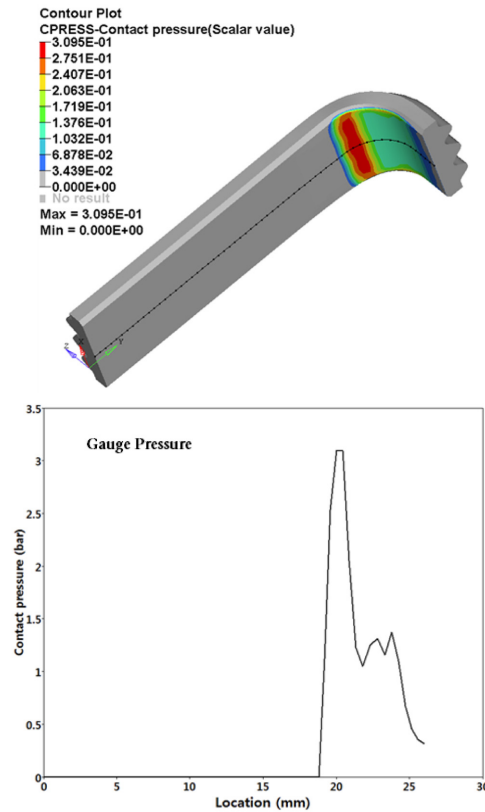 Contour Plot
CPRESS-Contact pressure(Scalar value)
3.095E-01
2.751E-01
2.407E-01
2.063E-01
1.719E-01
1.376E-01
1.032E-01
6.878E-02
3.439E-02
0.000E+00
No result
Max = 3.095E-01
Min = 0.000E+00
X
Z
Y
Gauge Pressure
3.5
3
2.5
2
1.5
1
0.5
0
Contact pressure (bar)
0 5 10 15 20 25 30
Location (mm)